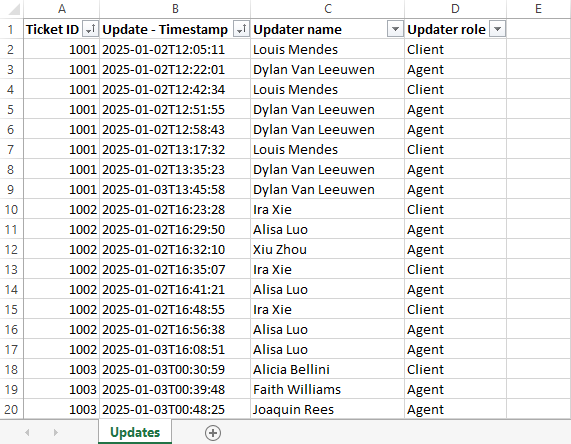 A B C D E
1 Ticket ID Update - Timestamp Updater name Updater role
2 1001 2025-01-02T12:05:11 Louis Mendes Client
3 1001 2025-01-02T12:22:01 Dylan Van Leeuwen Agent
4 1001 2025-01-02T12:42:34 Louis Mendes Client
5 1001 2025-01-02T12:51:55 Dylan Van Leeuwen Agent
6 1001 2025-01-02T12:58:43 Dylan Van Leeuwen Agent
7 1001 2025-01-02T13:17:32 Louis Mendes Client
8 1001 2025-01-02T13:35:23 Dylan Van Leeuwen Agent
9 1001 2025-01-03T13:45:58 Dylan Van Leeuwen Agent
10 1002 2025-01-02T16:23:28 Ira Xie Client
11 1002 2025-01-02T16:29:50 Alisa Luo Agent
12 1002 2025-01-02T16:32:10 Xiu Zhou Agent
13 1002 2025-01-02T16:35:07 Ira Xie Client
14 1002 2025-01-02T16:41:21 Alisa Luo Agent
15 1002 2025-01-02T16:48:55 Ira Xie Client
16 1002 2025-01-02T16:56:38 Alisa Luo Agent
17 1002 2025-01-03T16:08:51 Alisa Luo Agent
18 1003 2025-01-03T00:30:59 Alicia Bellini Client
19 1003 2025-01-03T00:39:48 Faith Williams Agent
20 1003 2025-01-03T00:48:25 Joaquin Rees Agent
Updates